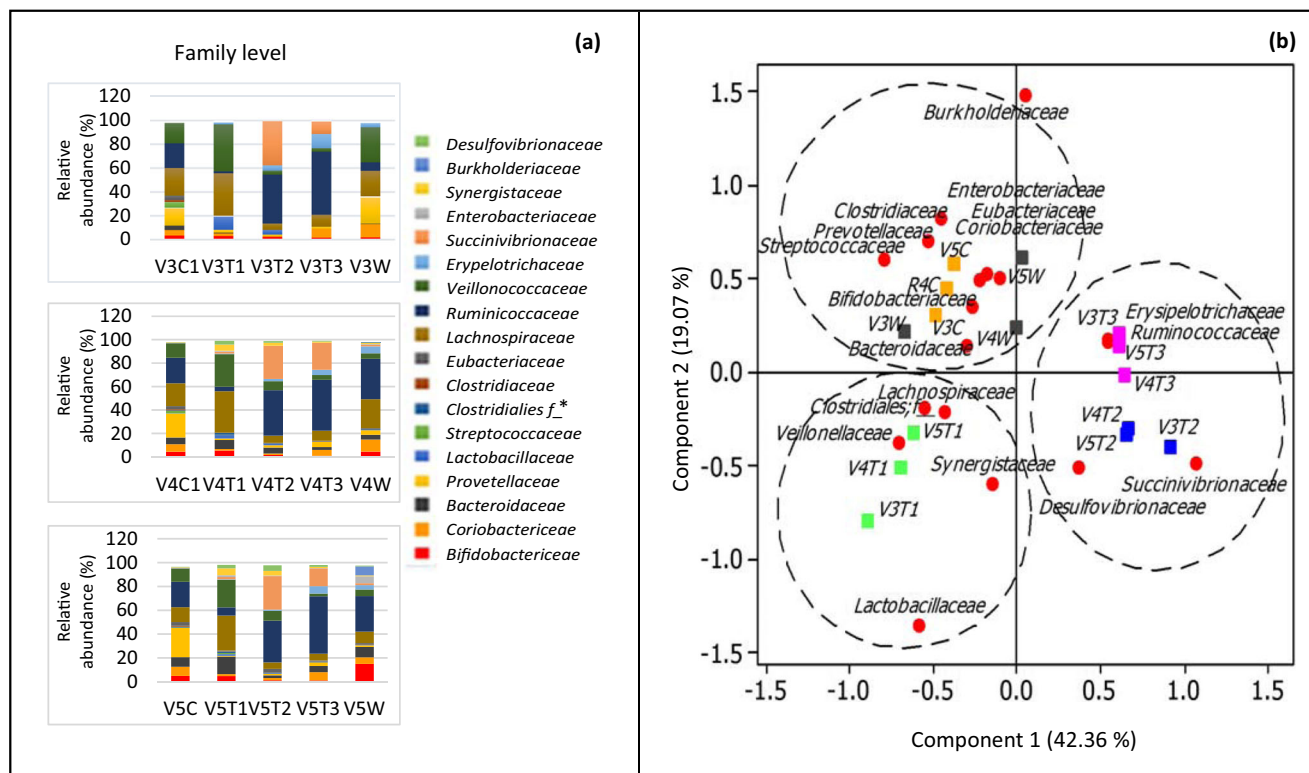 (a)
Family level
Relative
abundance (%)
120
100
80
60
40
20
0
V3C1 V3T1 V3T2 V3T3 V3W
Relative
abundance (%)
120
100
80
60
40
20
0
V4C1 V4T1 V4T2 V4T3 V4W
Relative
abundance (%)
120
100
80
60
40
20
0
V5C V5T1 V5T2 V5T3 V5W
Desulfovibrionaceae
Burkholderiaceae
Synergistaceae
Enterobacteriaceae
Succinivibrionaceae
Erypelotrichaceae
Veillonococcaceae
Ruminicoccaceae
Lachnospiraceae
Eubacteriaceae
Clostridiaceae
Clostridialies f_*
Streptococcaceae
Lactobacillaceae
Provetellaceae
Bacteroidaceae
Coriobactericeae
Bifidobactericeae
(b)
Component 2 (19.07 %)
1.5
1.0
0.5
0.0
-0.5
-1.0
-1.5
Burkholderiaceae
Enterobacteriaceae
Clostridiaceae
Eubacteriaceae
Prevotellaceae
Coriobacteriaceae
Streptococcaceae
V5C
V5W
R4C
Bifidobacteriaceae
V3W
V3C
V4W
Bacteroidaceae
Erysipelotrichaceae
V3T3
Ruminococcaceae
V5T3
V4T3
Lachnospiraceae
Clostridiales;f__
V5T1
Veillonellaceae
V4T1
Synergistaceae
V3T1
V4T2
V3T2
V5T2
Succinivibrionaceae
Desulfovibrionaceae
Lactobacillaceae
-1.5 -1.0 -0.5 0.0 0.5 1.0 1.5
Component 1 (42.36 %)